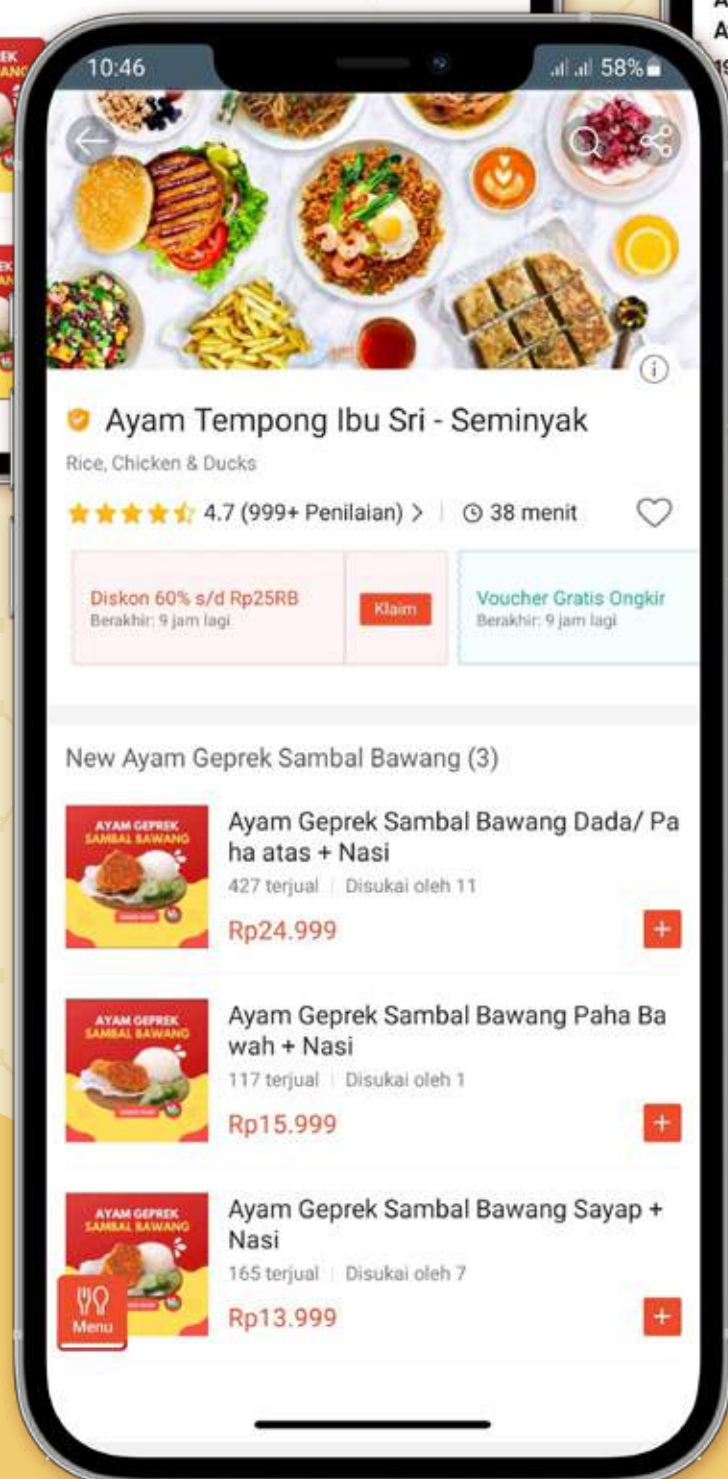 10:46
58%
Ayam Tempong Ibu Sri - Seminyak
Rice, Chicken & Ducks
4.7 (999+ Penilaian) >
38 menit
Diskon 60% s/d Rp25RB
Berakhir: 9 jam lagi
Klaim
Voucher Gratis Ongkir
Berakhir: 9 jam lagi
New Ayam Geprek Sambal Bawang (3)
AYAM GEPREK
SAMBAL BAWANG
Ayam Geprek Sambal Bawang Dada/ Pa
ha atas + Nasi
427 terjual | Disukai oleh 11
Rp24.999
+
AYAM GEPREK
SAMBAL BAWANG
Ayam Geprek Sambal Bawang Paha Ba
wah + Nasi
117 terjual | Disukai oleh 1
Rp15.999
+
AYAM GEPREK
SAMBAL BAWANG
Ayam Geprek Sambal Bawang Sayap +
Nasi
165 terjual | Disukai oleh 7
Rp13.999
+
Menu